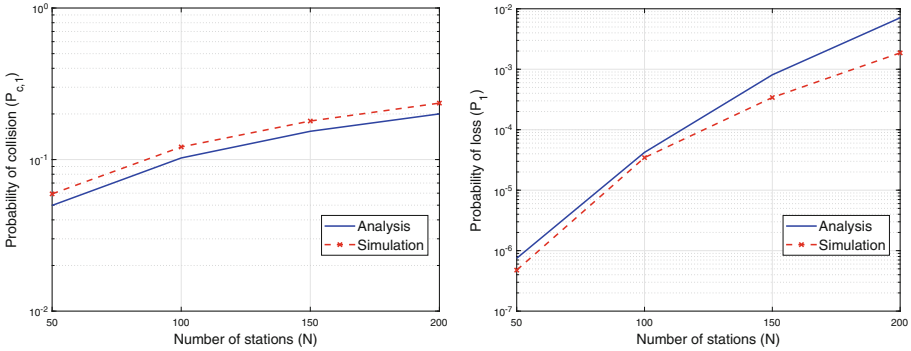 10^0
10^-1
10^-2
Probability of collision (P_c,1)
50
100
150
200
Number of stations (N)
Analysis
Simulation
10^-2
10^-3
10^-4
10^-5
10^-6
10^-7
Probability of loss (P_1)
50
100
150
200
Number of stations (N)
Analysis
Simulation